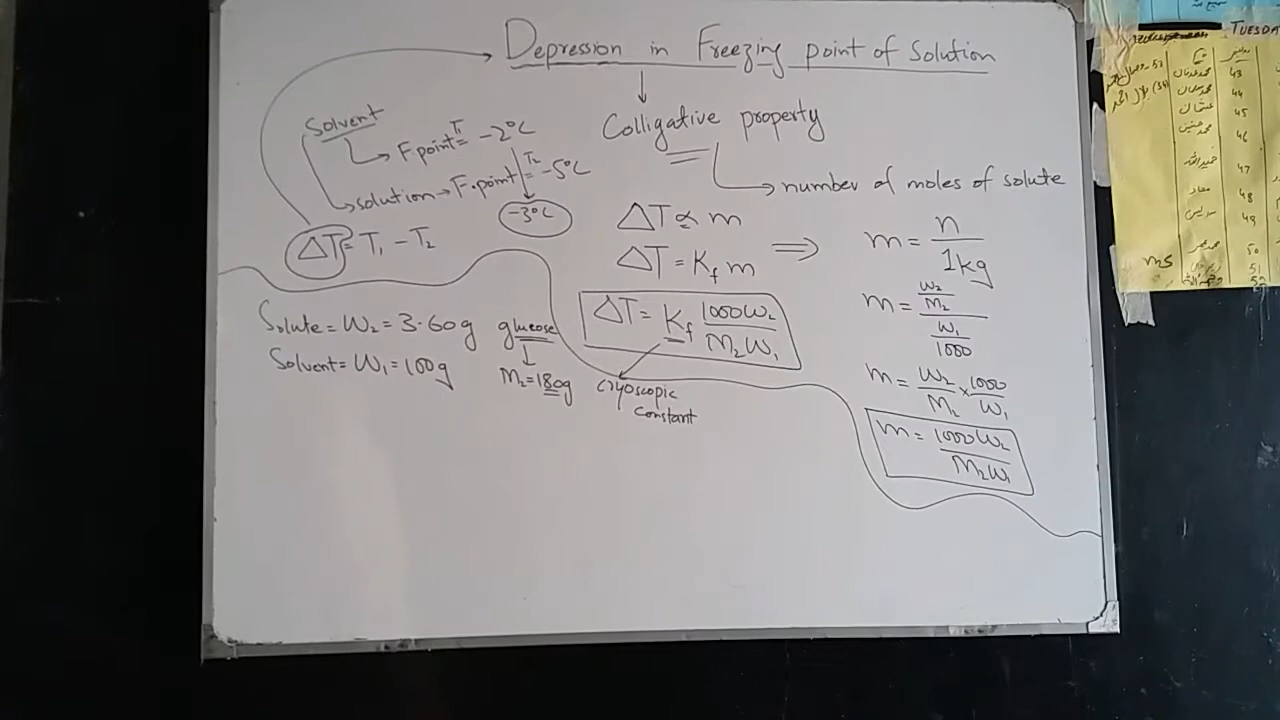 Depression in Freezing point of Solution
Colligative property
number of moles of solute
Solvent
F.point = T₁ -2°C
solution → F.point = T₂ -5°C
-3°C
ΔT = T₁ - T₂
ΔT ∝ m
ΔT = Kf m
ΔT = Kf 1000W₂ / M₂W₁
Cryoscopic
Constant
m = n / 1kg
m = W₂/M₂ / W₁/1000
m = W₂/M₂ × 1000/W₁
m = 1000W₂ / M₂W₁
Solute = W₂ = 3.60g glucose
Solvent = W₁ = 100g
M₂ = 180g
TUESDA
43
44
45
46
47
48
49
50
51
52
ms